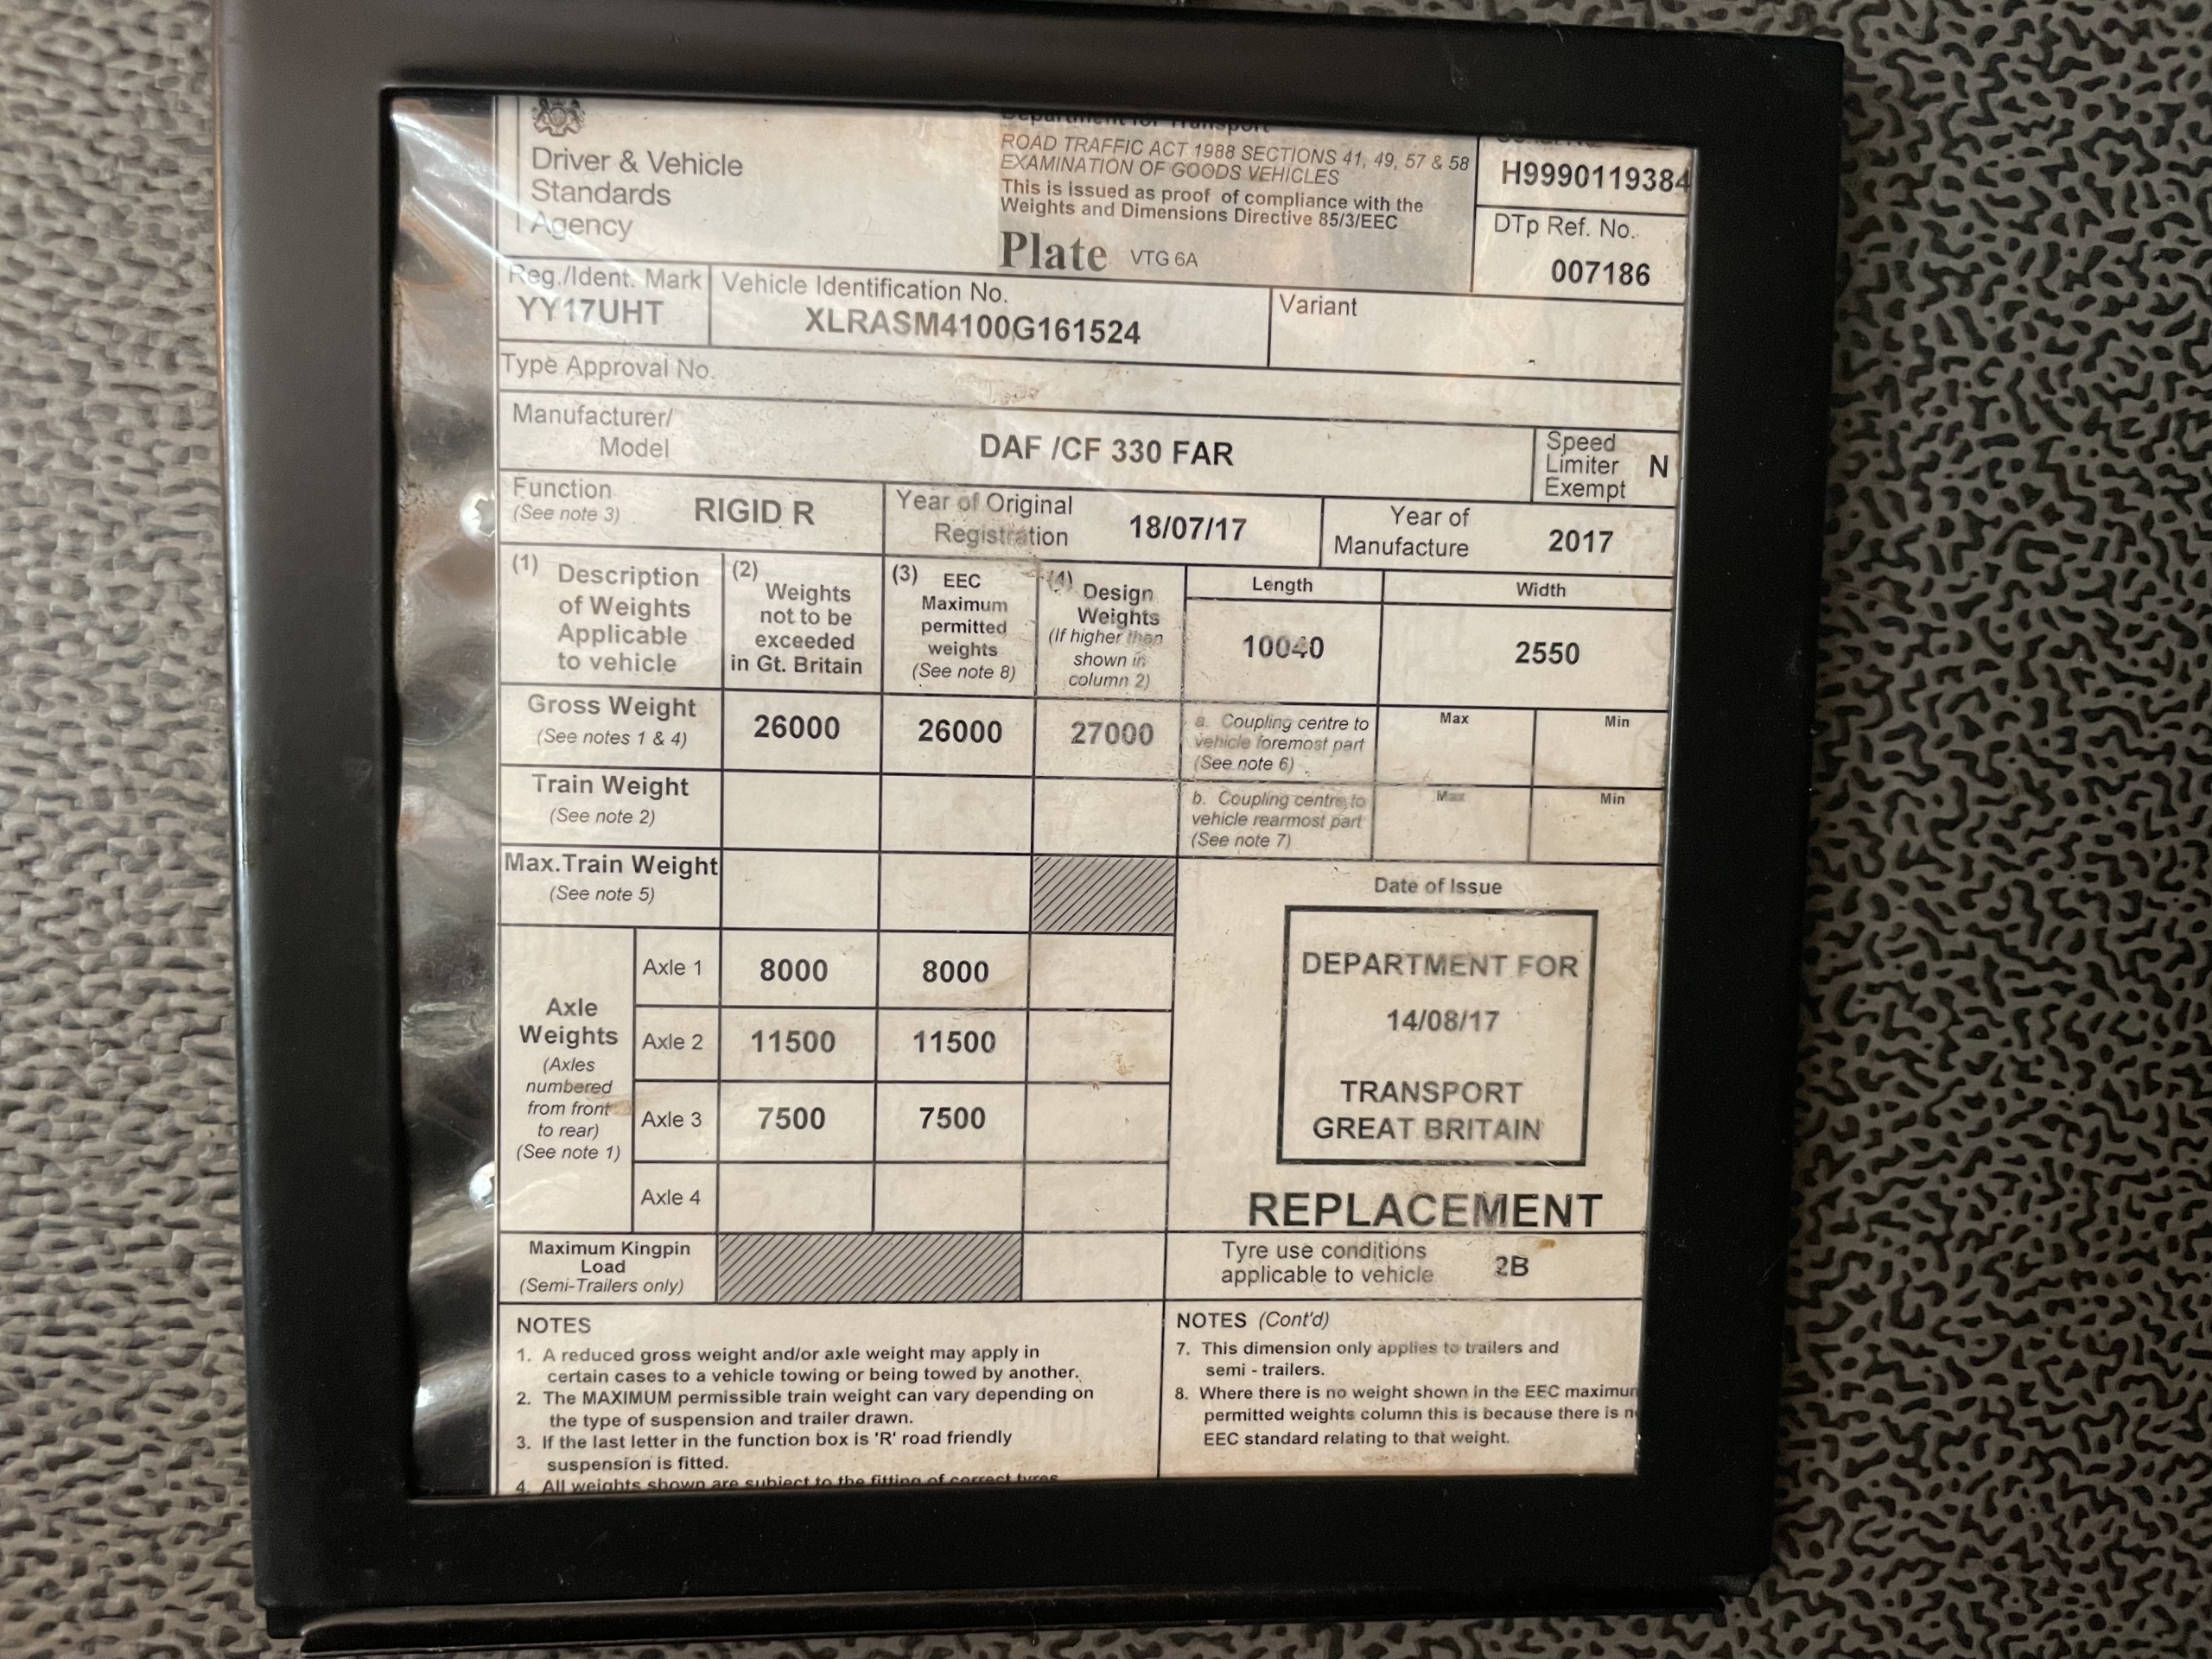 Driver & Vehicle
Standards
Agency
Department for Transport
ROAD TRAFFIC ACT 1988 SECTIONS 41, 49, 57 & 58
EXAMINATION OF GOODS VEHICLES
This is issued as proof of compliance with the
Weights and Dimensions Directive 85/3/EEC
Plate VTG 6A
H9990119384
DTp Ref. No.
007186
Reg./Ident. Mark
YY17UHT
Vehicle Identification No.
XLRASM4100G161524
Variant
Type Approval No.
Manufacturer/
Model
DAF /CF 330 FAR
Speed
Limiter
Exempt
N
Function
(See note 3)
RIGID R
Year of Original
Registration
18/07/17
Year of
Manufacture
2017
(1) Description
of Weights
Applicable
to vehicle
(2)
Weights
not to be
exceeded
in Gt. Britain
(3) EEC
Maximum
permitted
weights
(See note 8)
(4) Design
Weights
(If higher than
shown in
column 2)
Length
10040
Width
2550
Gross Weight
(See notes 1 & 4)
26000
26000
27000
a. Coupling centre to
vehicle foremost part
(See note 6)
Max
Min
Train Weight
(See note 2)
b. Coupling centre to
vehicle rearmost part
(See note 7)
Max
Min
Max.Train Weight
(See note 5)
Axle
Weights
(Axles
numbered
from front
to rear)
(See note 1)
Axle 1
8000
8000
Axle 2
11500
11500
Axle 3
7500
7500
Axle 4
Date of Issue
DEPARTMENT FOR
14/08/17
TRANSPORT
GREAT BRITAIN
REPLACEMENT
Maximum Kingpin
Load
(Semi-Trailers only)
Tyre use conditions
applicable to vehicle
2B
NOTES
1. A reduced gross weight and/or axle weight may apply in
certain cases to a vehicle towing or being towed by another.
2. The MAXIMUM permissible train weight can vary depending on
the type of suspension and trailer drawn.
3. If the last letter in the function box is 'R' road friendly
suspension is fitted.
4. All weights shown are subject to the fitting of correct tyres
NOTES (Cont'd)
7. This dimension only applies to trailers and
semi - trailers.
8. Where there is no weight shown in the EEC maximum
permitted weights column this is because there is
EEC standard relating to that weight.